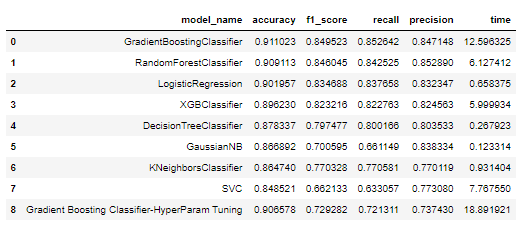 model_name accuracy f1_score recall precision time
0 GradientBoostingClassifier 0.911023 0.849523 0.852642 0.847148 12.596325
1 RandomForestClassifier 0.909113 0.846045 0.842525 0.852890 6.127412
2 LogisticRegression 0.901957 0.834688 0.837658 0.832347 0.658375
3 XGBClassifier 0.896230 0.823216 0.822763 0.824563 5.999934
4 DecisionTreeClassifier 0.878337 0.797477 0.800166 0.803533 0.267923
5 GaussianNB 0.866892 0.700595 0.661149 0.838334 0.123314
6 KNeighborsClassifier 0.864740 0.770328 0.770581 0.770119 0.931404
7 SVC 0.848521 0.662133 0.633057 0.773080 7.767550
8 Gradient Boosting Classifier-HyperParam Tuning 0.906578 0.729282 0.721311 0.737430 18.891921